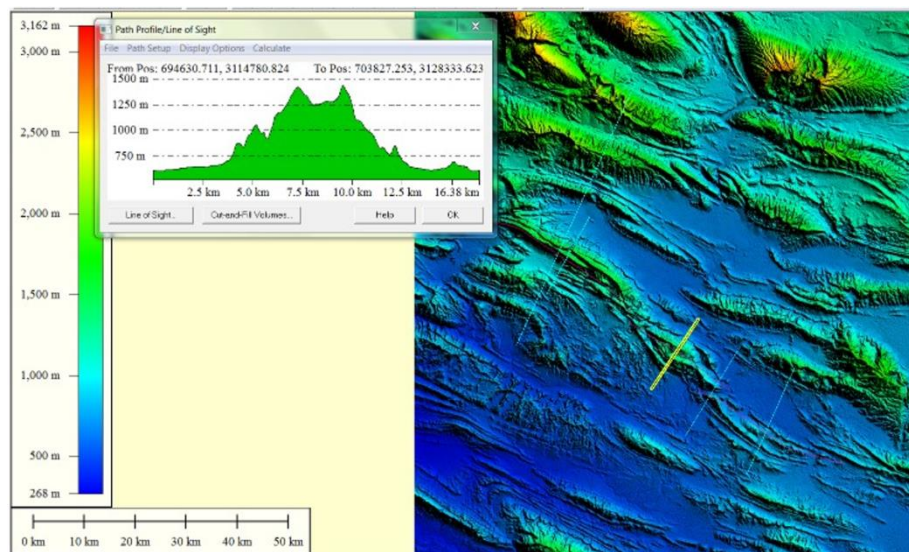 3,162 m
3,000 m
2,500 m
2,000 m
1,500 m
1,000 m
500 m
268 m
Path Profile/Line of Sight
File Path Setup Display Options Calculate
From Pos: 694630.711, 3114780.824 To Pos: 703827.253, 3128333.623
1500 m
1250 m
1000 m
750 m
2.5 km 5.0 km 7.5 km 10.0 km 12.5 km 16.38 km
Line of Sight... Cut-and-Fill Volumes... Help OK
0 km 10 km 20 km 30 km 40 km 50 km